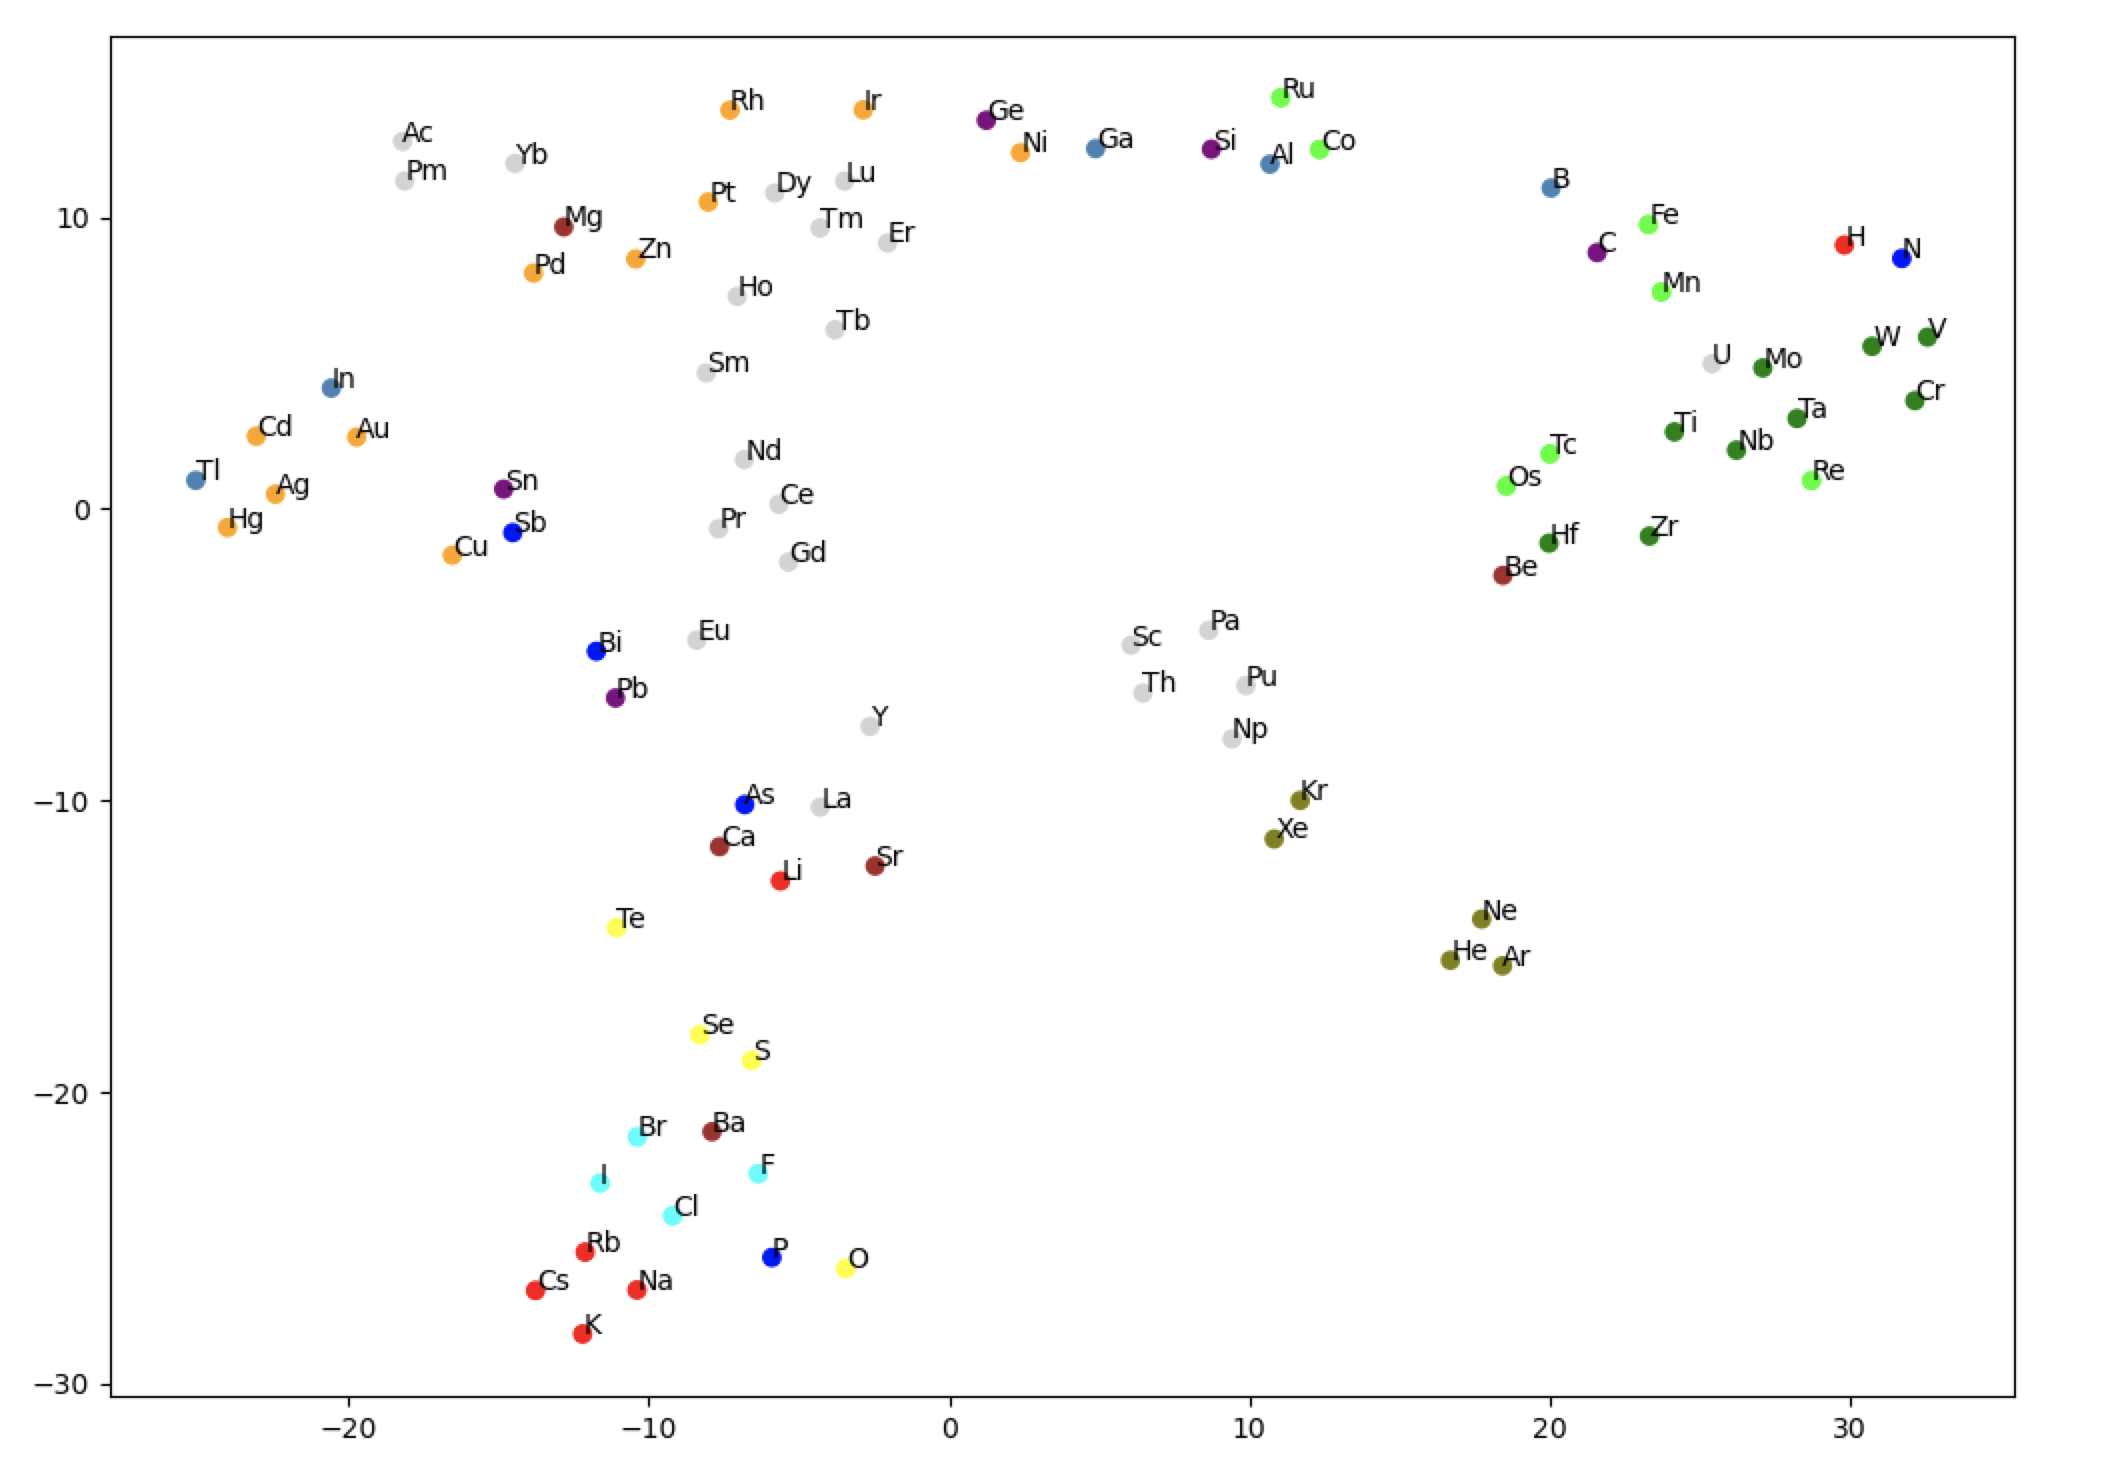 Ru
Rh
Ir
Ge
Ac
Ni
Ga
Si
Co
Yb
Al
Pm
Lu
Dy
B
Pt
10
Mg
Tm
Fe
Er
H
C
N
Zn
Pd
Ho
Mn
Tb
V
W
U
Mo
Sm
In
Cr
Ta
Cd
Au
Ti
Nb
Tc
Nd
Tl
Re
Os
Sn
Ag
Ce
0
Hg
Sb
Pr
Zr
Hf
Cu
Gd
Be
Bi
Eu
Pa
Sc
Pb
Th
Pu
Y
Np
−10
As
La
Kr
Ca
Xe
Li
Sr
Te
Ne
He
Ar
Se
S
−20
Br
Ba
F
I
Cl
Rb
P
O
Cs
Na
K
−30
−20
−10
0
10
20
30